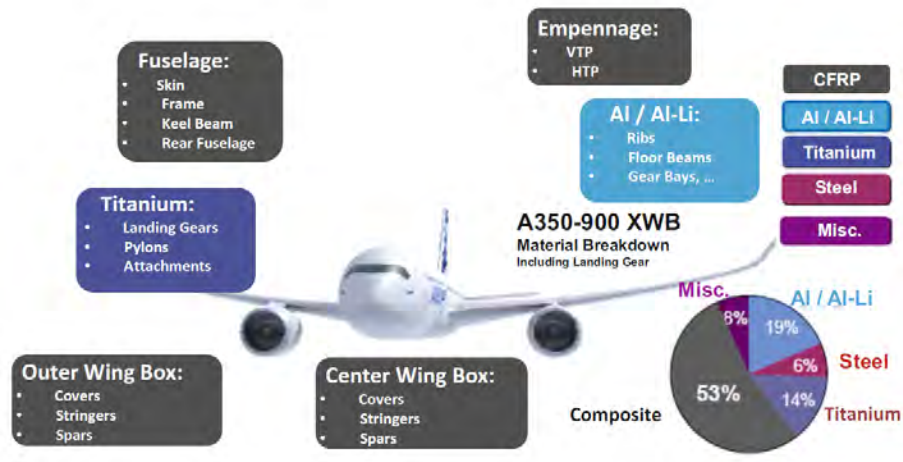 Empennage:
• VTP
• HTP
Fuselage:
• Skin
• Frame
• Keel Beam
• Rear Fuselage
CFRP
Al / Al-Li
Titanium
Steel
Misc.
Al / Al-Li:
• Ribs
• Floor Beams
• Gear Bays, ...
Titanium:
• Landing Gears
• Pylons
• Attachments
A350-900 XWB
Material Breakdown
Including Landing Gear
Misc.
8%
Al / Al-Li
19%
Steel
6%
Titanium
14%
Composite
53%
Outer Wing Box:
• Covers
• Stringers
• Spars
Center Wing Box:
• Covers
• Stringers
• Spars